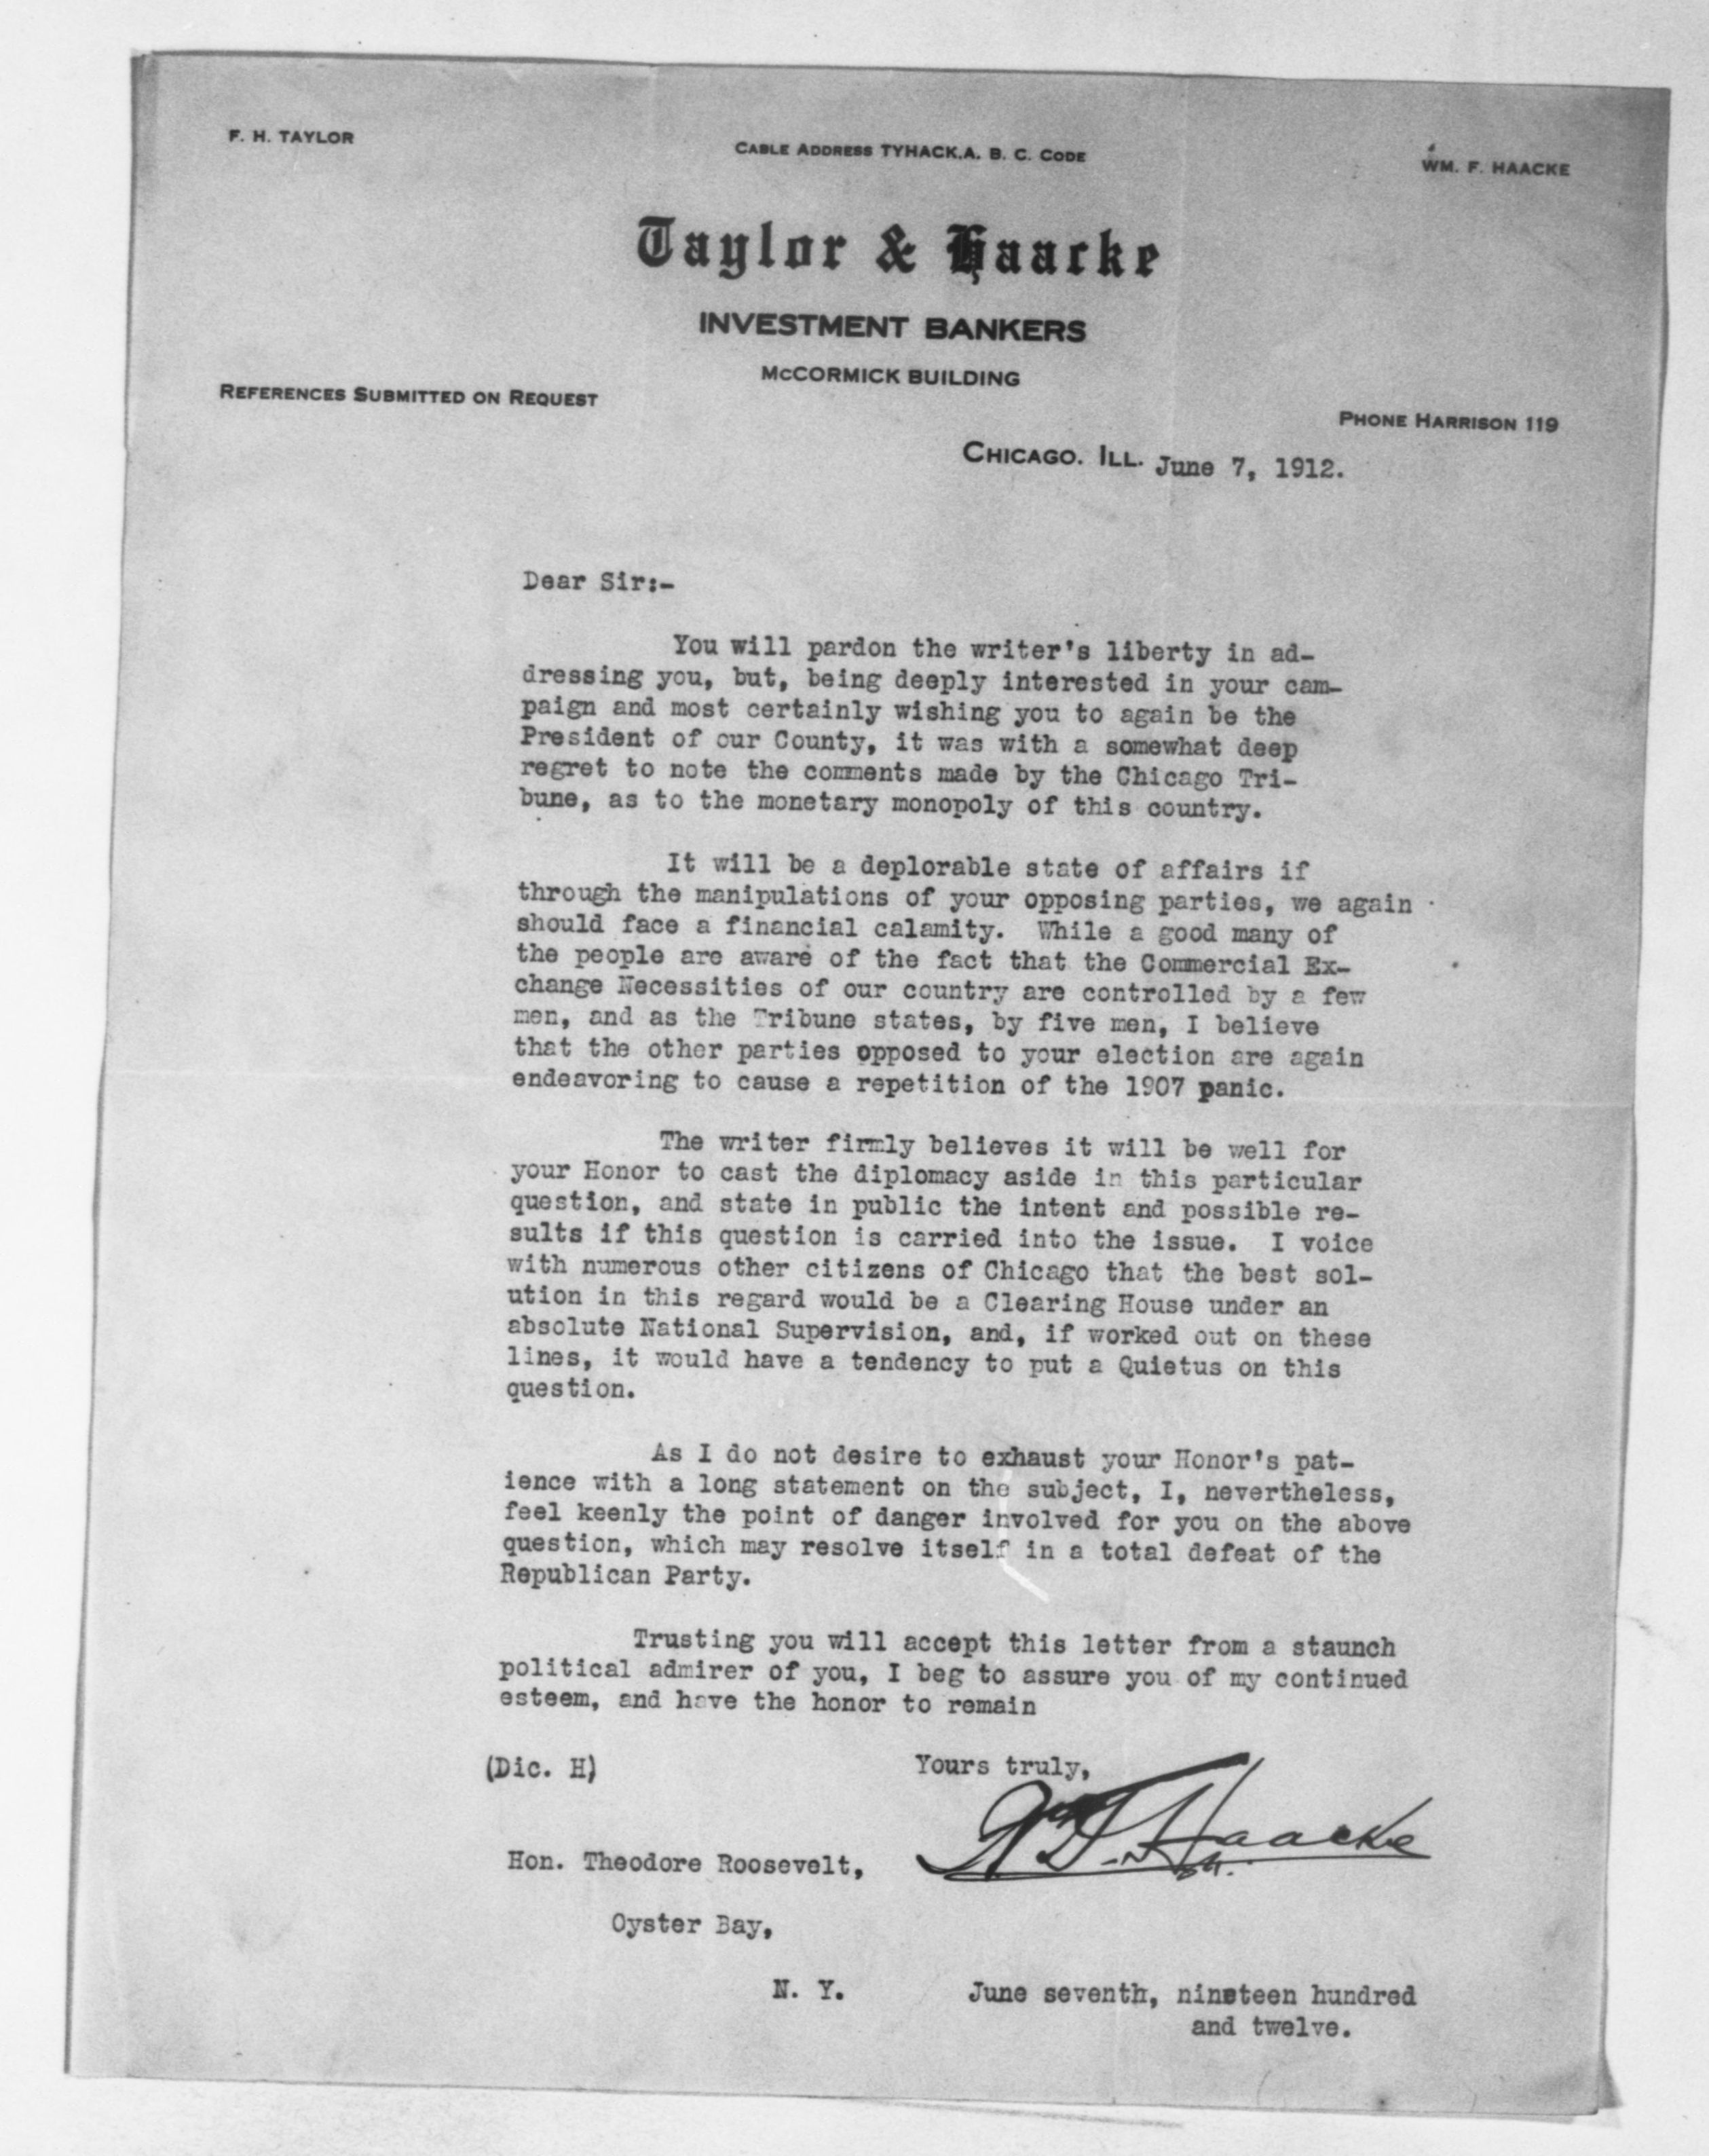 F. H. TAYLOR
CABLE ADDRESS TYHACK.A. B. C. CODE
WM. F. HAACKE
Taylor & Haacke
INVESTMENT BANKERS
McCORMICK BUILDING
REFERENCES SUBMITTED ON REQUEST
PHONE HARRISON 119
CHICAGO. ILL. June 7, 1912.
Dear Sir:-
You will pardon the writer's liberty in ad-
dressing you, but, being deeply interested in your cam-
paign and most certainly wishing you to again be the
President of our County, it was with a somewhat deep
regret to note the comments made by the Chicago Tri-
bune, as to the monetary monopoly of this country.
It will be a deplorable state of affairs if
through the manipulations of your opposing parties, we again
should face a financial calamity. While a good many of
the people are aware of the fact that the Commercial Ex-
change Necessities of our country are controlled by a few
men, and as the Tribune states, by five men, I believe
that the other parties opposed to your election are again
endeavoring to cause a repetition of the 1907 panic.
The writer firmly believes it will be well for
your Honor to cast the diplomacy aside in this particular
question, and state in public the intent and possible re-
sults if this question is carried into the issue. I voice
with numerous other citizens of Chicago that the best sol-
ution in this regard would be a Clearing House under an
absolute National Supervision, and, if worked out on these
lines, it would have a tendency to put a Quietus on this
question.
As I do not desire to exhaust your Honor's pat-
ience with a long statement on the subject, I, nevertheless,
feel keenly the point of danger involved for you on the above
question, which may resolve itself in a total defeat of the
Republican Party.
Trusting you will accept this letter from a staunch
political admirer of you, I beg to assure you of my continued
esteem, and have the honor to remain
(Dic. H)
Yours truly,
Wm F. Haacke
Hon. Theodore Roosevelt,
Oyster Bay,
N. Y.
June seventh, nineteen hundred
and twelve.